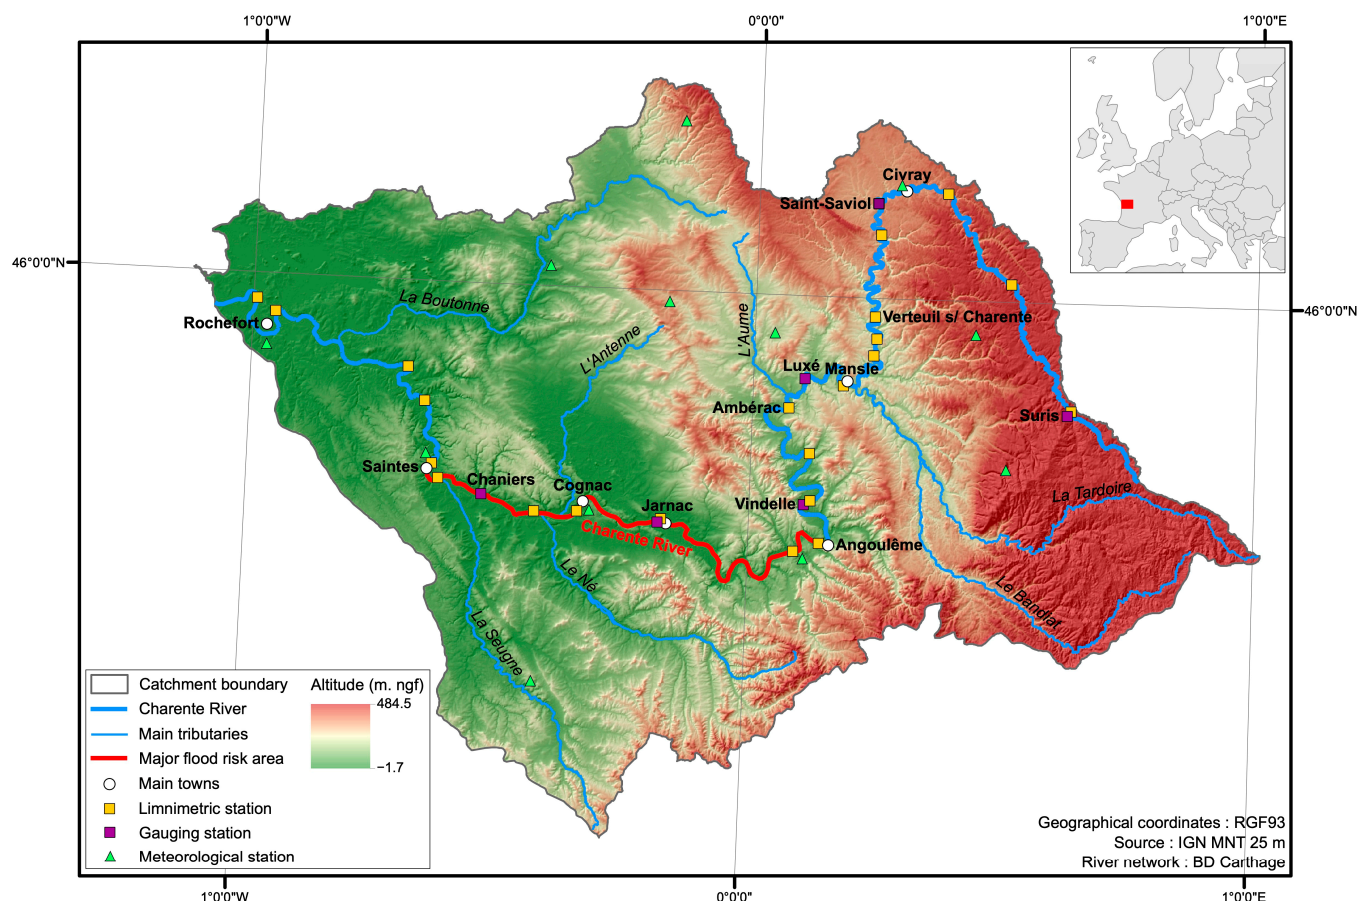 1°0'0"W
0°0'0"
1°0'0"E
46°0'0"N
46°0'0"N
Civray
Saint-Saviol
La Boutonne
Rochefort
Verteuil s/ Charente
L'Aume
L'Antenne
Luxé
Mansle
Ambérac
Suris
Saintes
Chaniers
Cognac
La Tardoire
Jarnac
Vindelle
Charente River
Angoulême
Le Né
Le Bandiat
La Seugne
Catchment boundary
Charente River
Main tributaries
Major flood risk area
Main towns
Limnimetric station
Gauging station
Meteorological station
Altitude (m. ngf)
484.5
−1.7
Geographical coordinates : RGF93
Source : IGN MNT 25 m
River network : BD Carthage
1°0'0"W
0°0'0"
1°0'0"E